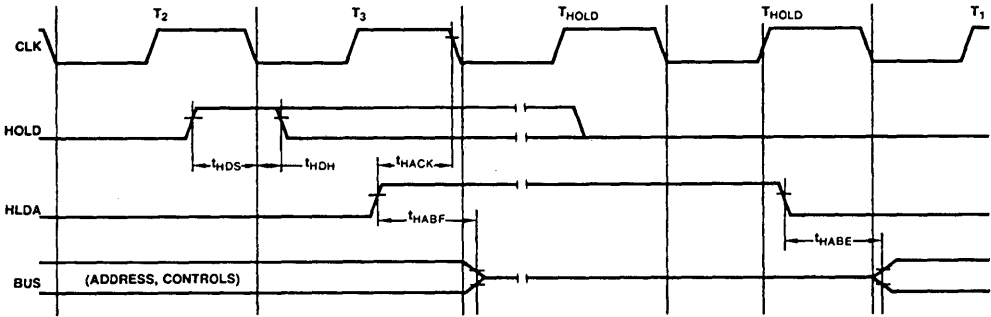 T2 T3 THOLD THOLD T1
CLK
HOLD
tHDS tHDH tHACK
HLDA
tHABF
tHABE
BUS (ADDRESS, CONTROLS)